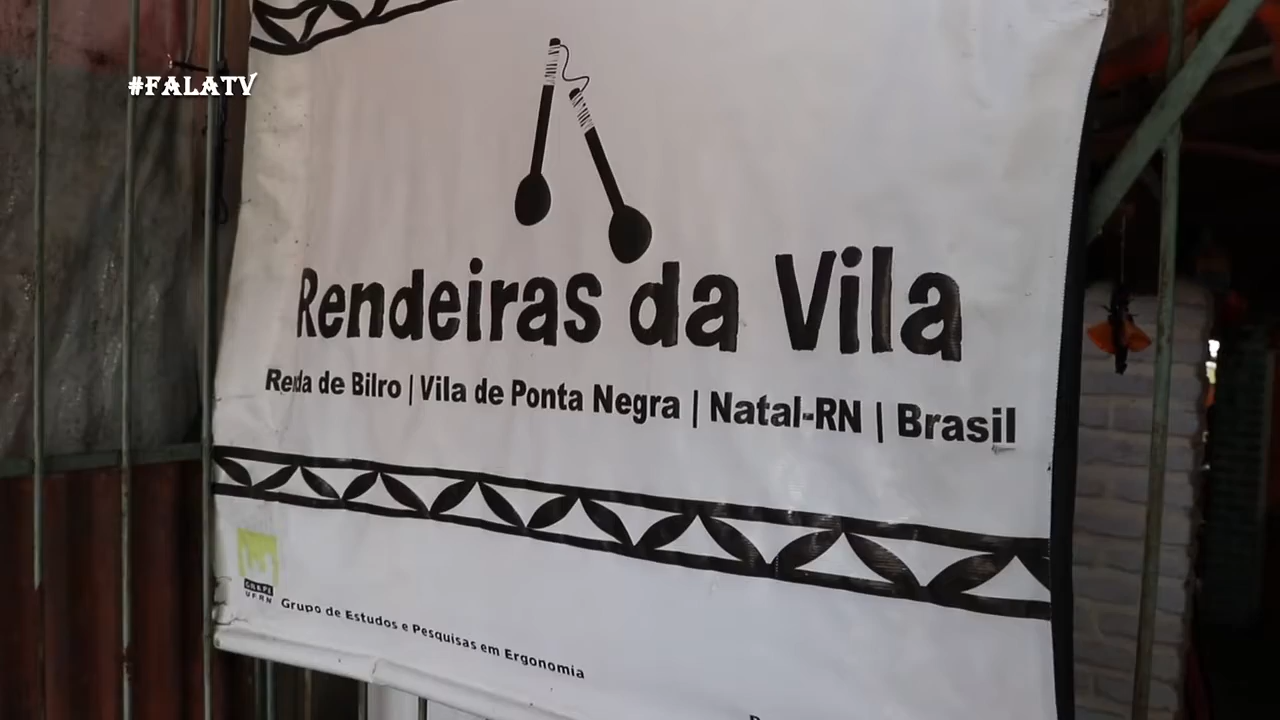 #FALATV
Rendeiras da Vila
Renda de Bilro | Vila de Ponta Negra | Natal-RN | Brasil
UFRN
Grupo de Estudos e Pesquisas em Ergonomia